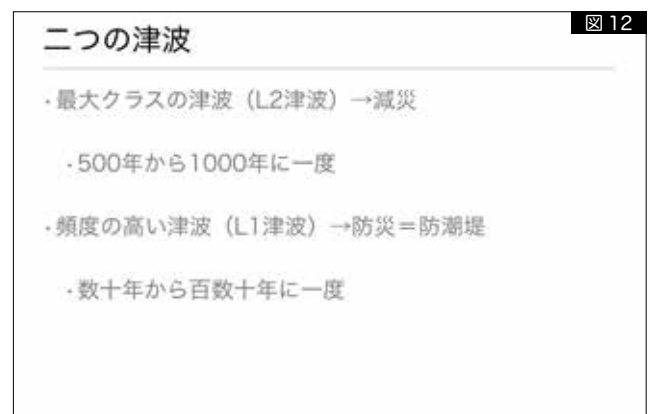 図 12
二つの津波
・最大クラスの津波（L2津波）→減災
・500年から1000年に一度
・頻度の高い津波（L1津波）→防災＝防潮堤
・数十年から百数十年に一度